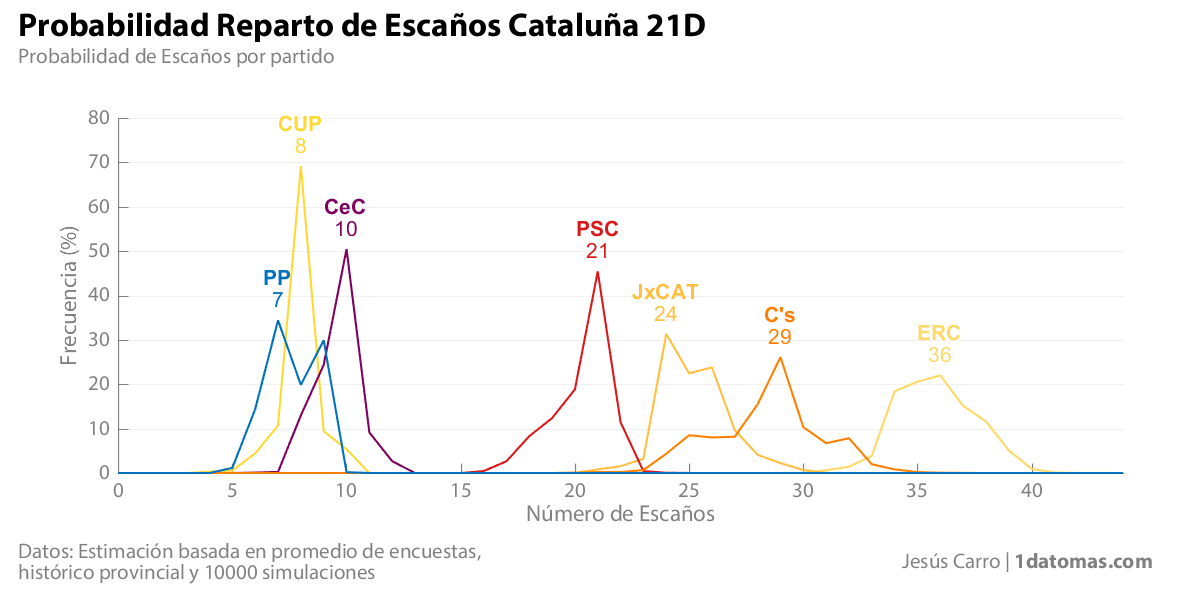 Probabilidad Reparto de Escaños Cataluña 21D
Probabilidad de Escaños por partido
80
70
60
50
40
30
20
10
0
Frecuencia (%)
CUP
8
CeC
10
PP
7
PSC
21
JxCAT
24
C's
29
ERC
36
0
5
10
15
20
25
30
35
40
Número de Escaños
Datos: Estimación basada en promedio de encuestas,
histórico provincial y 10000 simulaciones
Jesús Carro | 1datomas.com